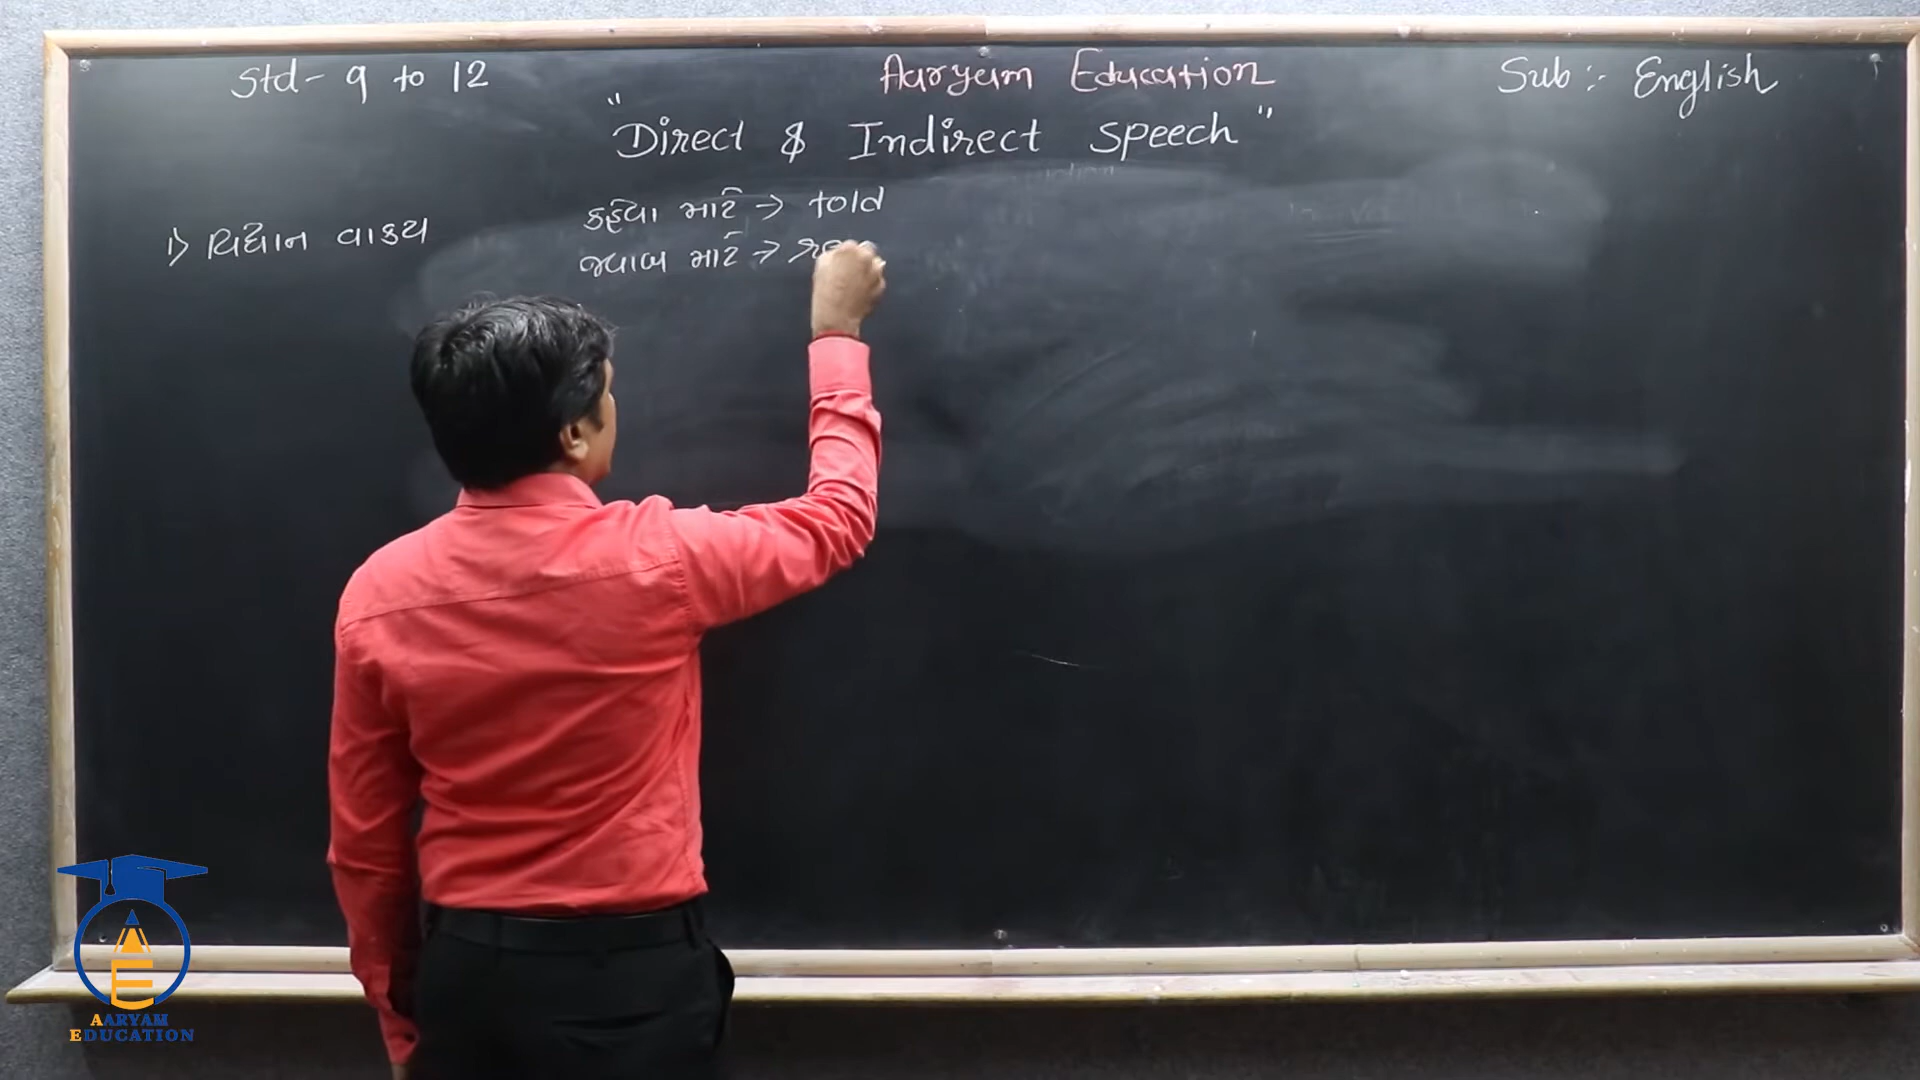 Std- 9 to 12
Aaryam Education
Sub :- English
"Direct & Indirect Speech"
1) વિધાન વાક્ય
કહેવા માટે → told
જવાબ માટે →
AARYAM
EDUCATION